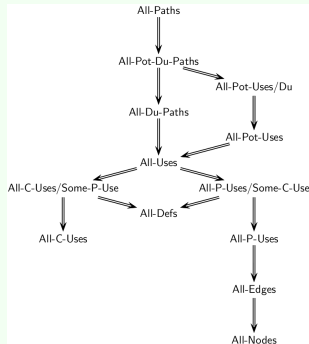 All-Paths
All-Pot-Du-Paths
All-Pot-Uses/Du
All-Du-Paths
All-Pot-Uses
All-Uses
All-C-Uses/Some-P-Use
All-P-Uses/Some-C-Use
All-Defs
All-C-Uses
All-P-Uses
All-Edges
All-Nodes